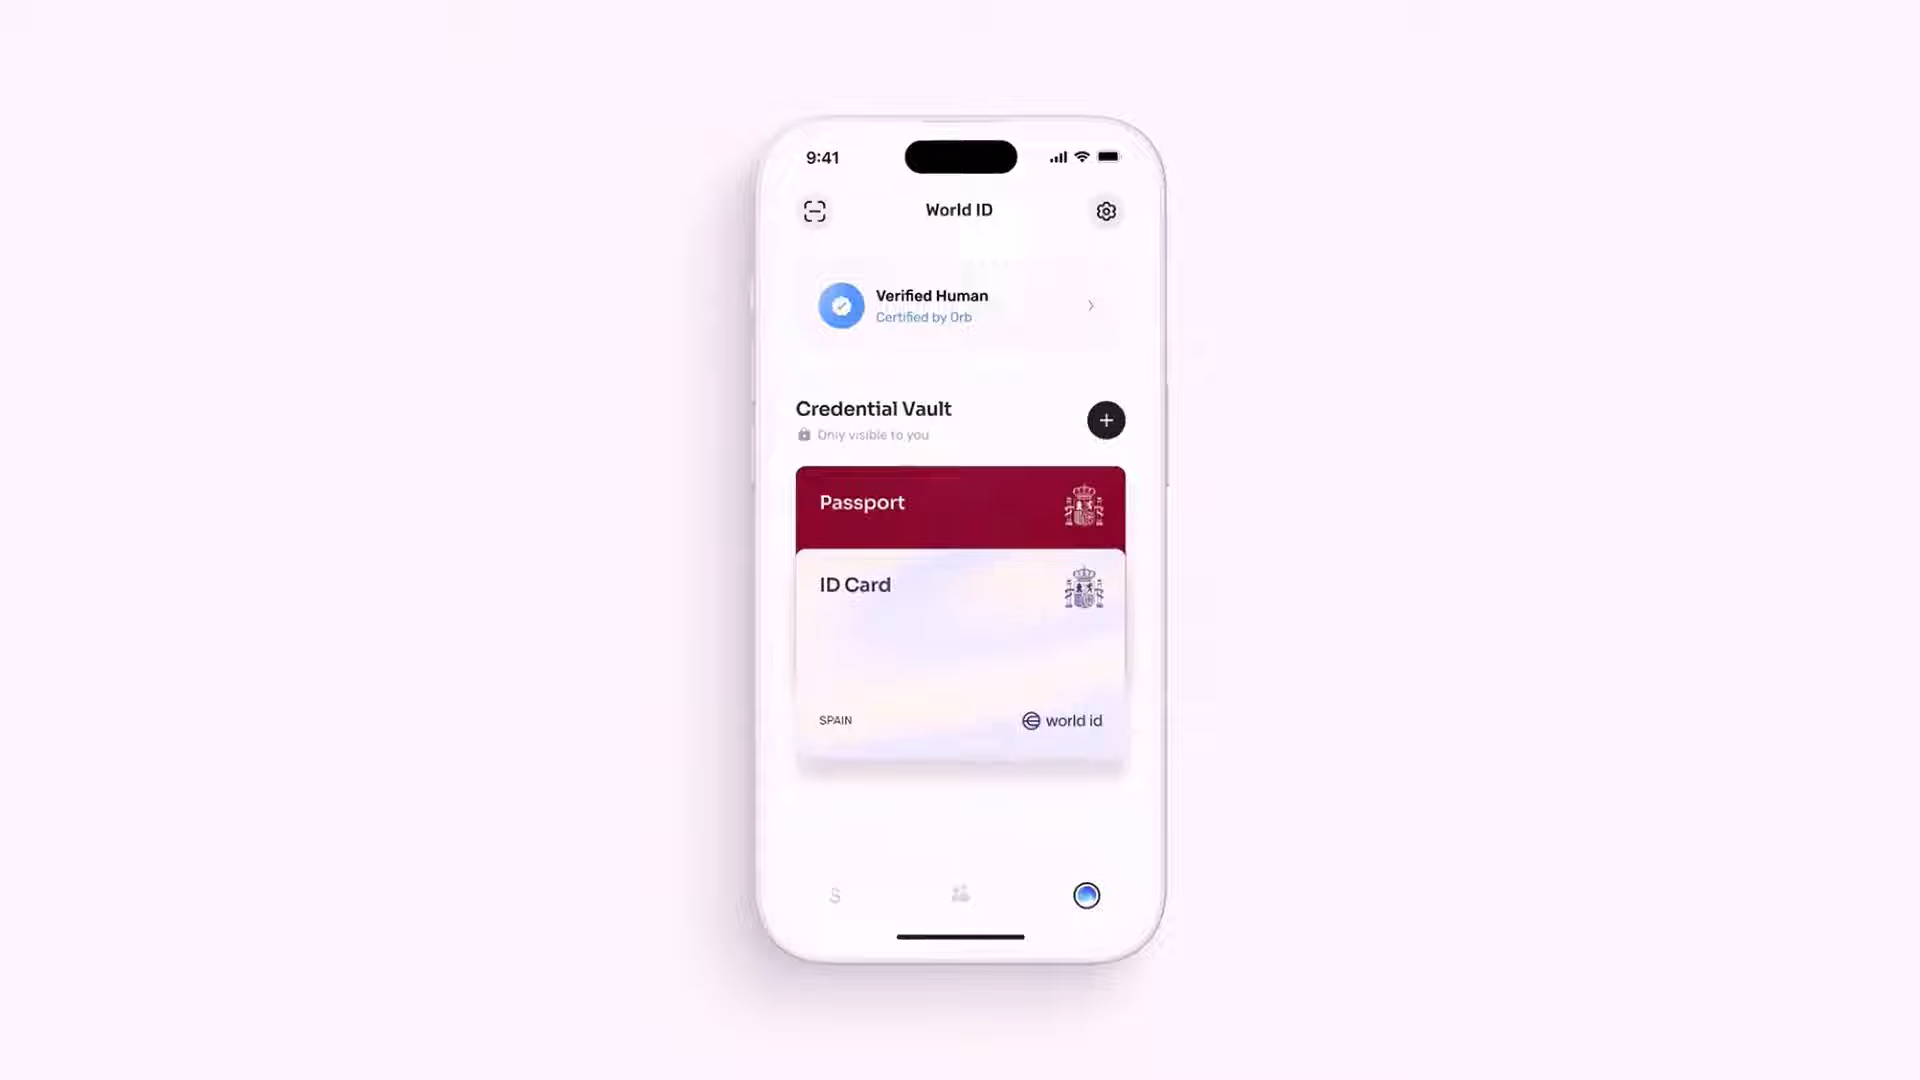 9:41
World ID
Verified Human
Certified by Orb
Credential Vault
Only visible to you
Passport
ID Card
SPAIN
world id